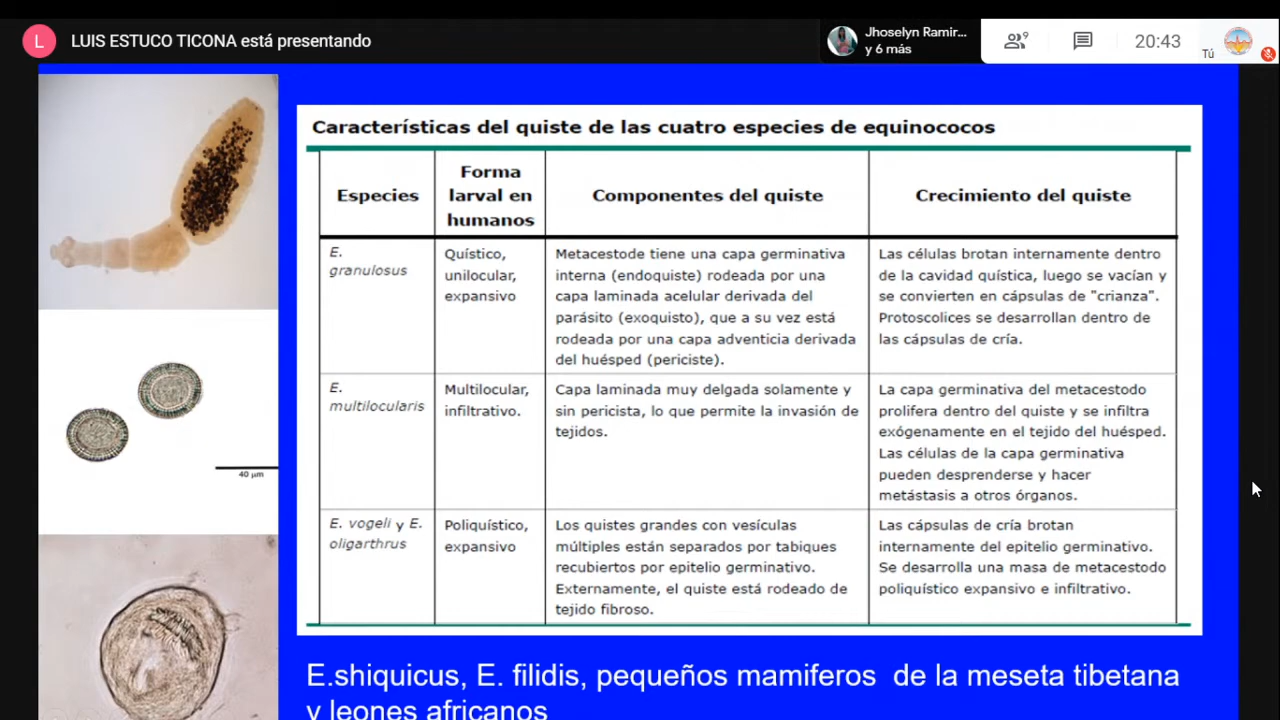 L
LUIS ESTUCO TICONA está presentando
Jhoselyn Ramir...
y 6 más
9
20:43
Tú
Características del quiste de las cuatro especies de equinococos
Especies
Forma
larval en
humanos
Componentes del quiste
Crecimiento del quiste
E.
granulosus
Quístico,
unilocular,
expansivo
Metacestode tiene una capa germinativa
interna (endoquiste) rodeada por una
capa laminada acelular derivada del
parásito (exoquisto), que a su vez está
rodeada por una capa adventicia derivada
del huésped (periciste).
Las células brotan internamente dentro
de la cavidad quística, luego se vacían y
se convierten en cápsulas de "crianza".
Protoscolices se desarrollan dentro de
las cápsulas de cría.
E.
multilocularis
Multilocular,
infiltrativo.
Capa laminada muy delgada solamente y
sin pericista, lo que permite la invasión de
tejidos.
La capa germinativa del metacestodo
prolifera dentro del quiste y se infiltra
exógenamente en el tejido del huésped.
Las células de la capa germinativa
pueden desprenderse y hacer
metástasis a otros órganos.
E. vogeli y E.
oligarthrus
Poliquístico,
expansivo
Los quistes grandes con vesículas
múltiples están separados por tabiques
recubiertos por epitelio germinativo.
Externamente, el quiste está rodeado de
tejido fibroso.
Las cápsulas de cría brotan
internamente del epitelio germinativo.
Se desarrolla una masa de metacestodo
poliquístico expansivo e infiltrativo.
40 µm
E.shiquicus, E. filidis, pequeños mamiferos de la meseta tibetana
y leones africanos